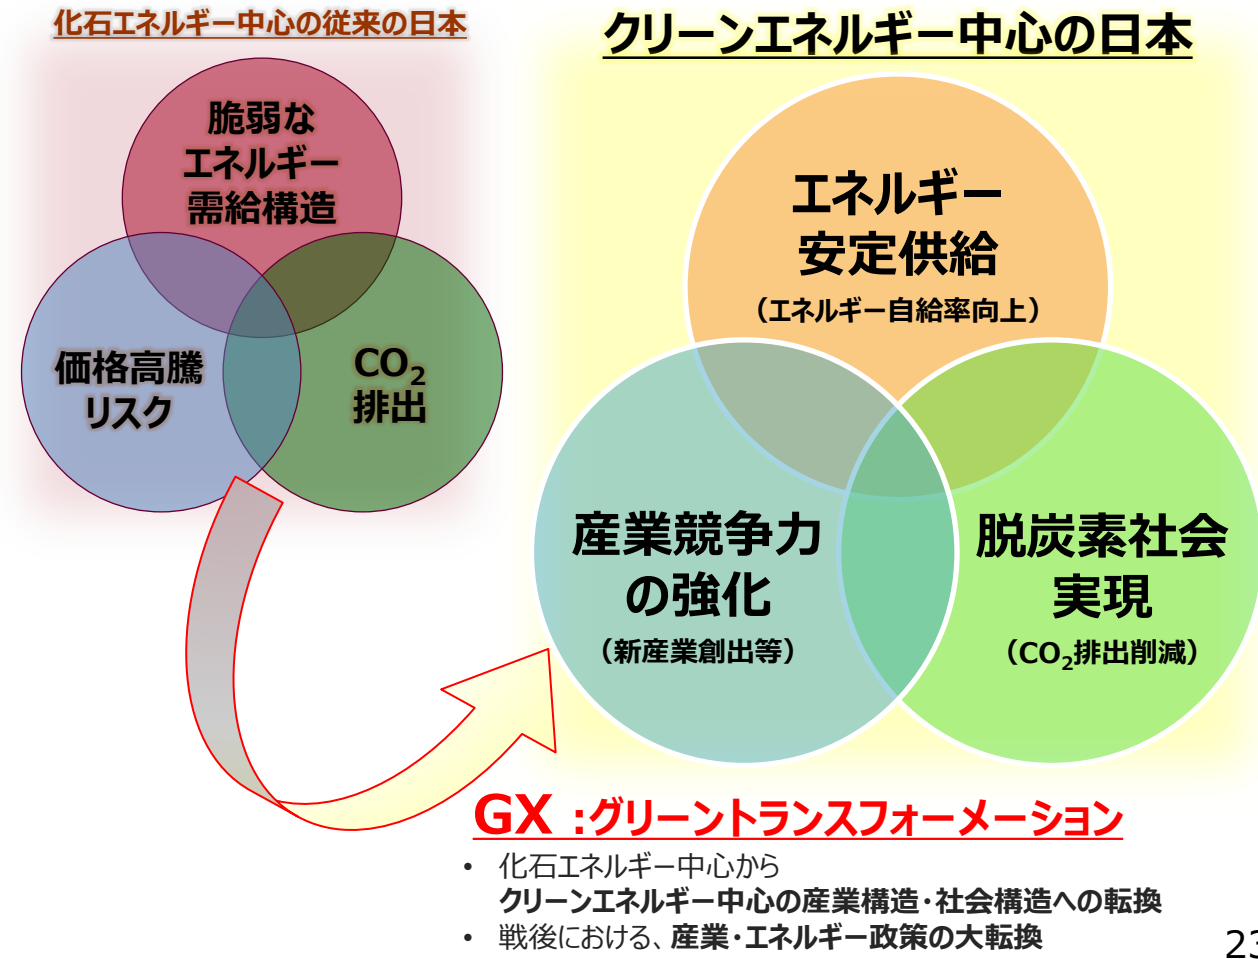 化石エネルギー中心の従来の日本
脆弱な
エネルギー
需給構造
価格高騰
リスク
CO₂
排出
クリーンエネルギー中心の日本
エネルギー
安定供給
（エネルギー自給率向上）
産業競争力
の強化
（新産業創出等）
脱炭素社会
実現
（CO₂排出削減）
GX :グリーントランスフォーメーション
• 化石エネルギー中心から
クリーンエネルギー中心の産業構造・社会構造への転換
• 戦後における、産業・エネルギー政策の大転換
23